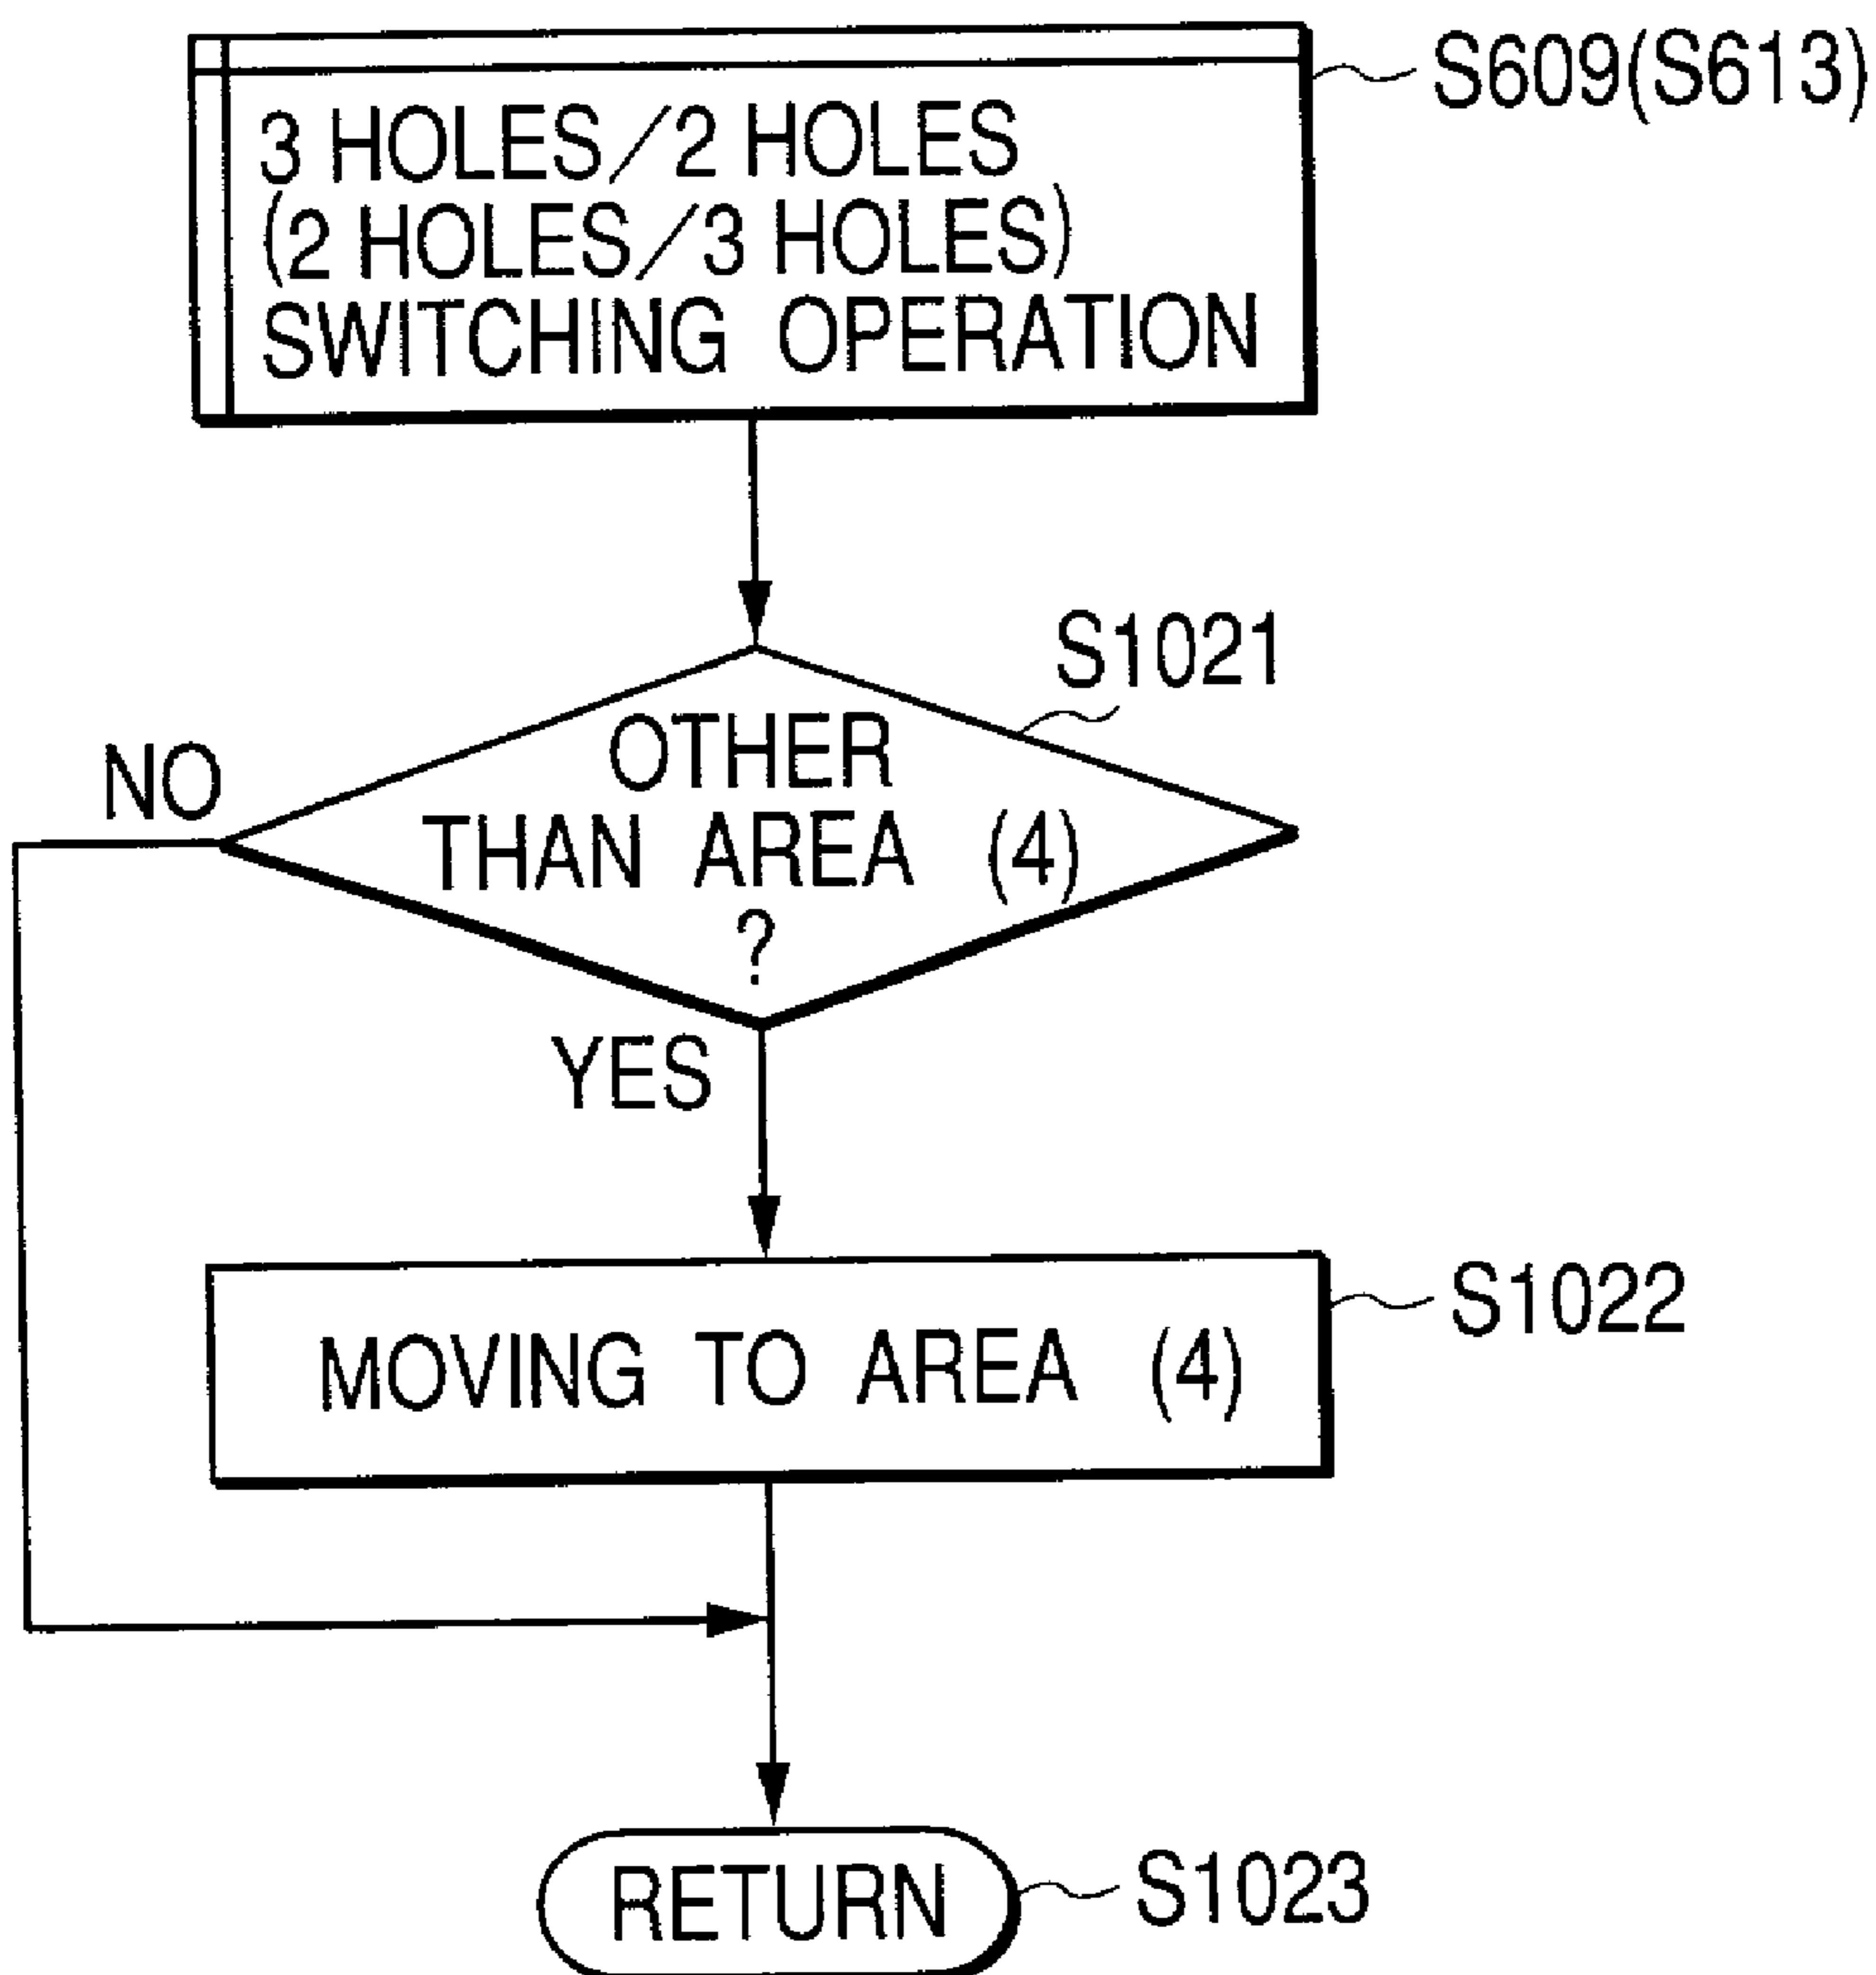 S609(S613)
3 HOLES/2 HOLES
(2 HOLES/3 HOLES)
SWITCHING OPERATION
S1021
OTHER
THAN AREA (4)
?
NO
YES
S1022
MOVING TO AREA (4)
RETURN
S1023